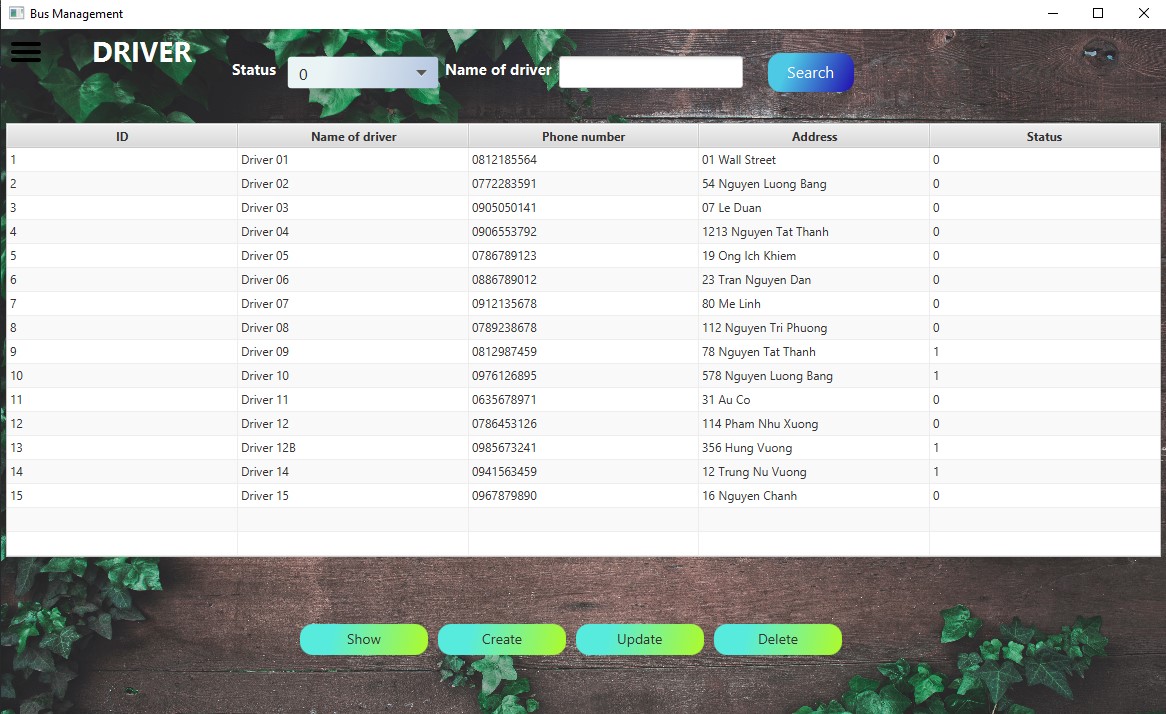 Bus Management
DRIVER
Status 0 Name of driver Search
ID Name of driver Phone number Address Status
1 Driver 01 0812185564 01 Wall Street 0
2 Driver 02 0772283591 54 Nguyen Luong Bang 0
3 Driver 03 0905050141 07 Le Duan 0
4 Driver 04 0906553792 1213 Nguyen Tat Thanh 0
5 Driver 05 0786789123 19 Ong Ich Khiem 0
6 Driver 06 0886789012 23 Tran Nguyen Dan 0
7 Driver 07 0912135678 80 Me Linh 0
8 Driver 08 0789238678 112 Nguyen Tri Phuong 0
9 Driver 09 0812987459 78 Nguyen Tat Thanh 1
10 Driver 10 0976126895 578 Nguyen Luong Bang 1
11 Driver 11 0635678971 31 Au Co 0
12 Driver 12 0786453126 114 Pham Nhu Xuong 0
13 Driver 12B 0985673241 356 Hung Vuong 1
14 Driver 14 0941563459 12 Trung Nu Vuong 1
15 Driver 15 0967879890 16 Nguyen Chanh 0
Show Create Update Delete